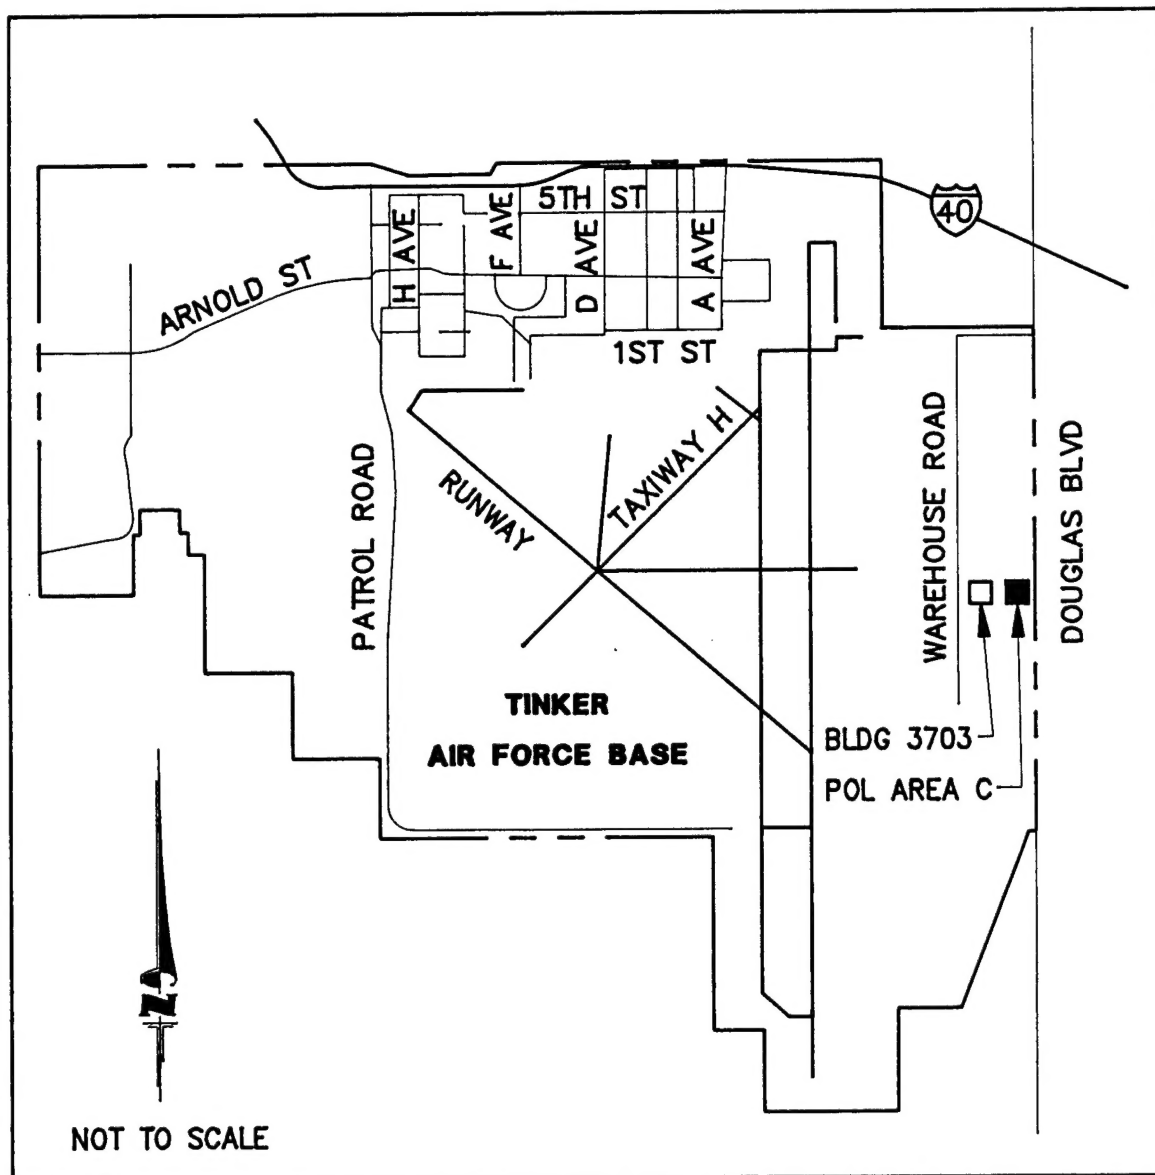 40
5TH ST
H AVE
F AVE
D AVE
A AVE
ARNOLD ST
1ST ST
TAXIWAY H
RUNWAY
PATROL ROAD
WAREHOUSE ROAD
DOUGLAS BLVD
TINKER
AIR FORCE BASE
BLDG 3703
POL AREA C
N
NOT TO SCALE